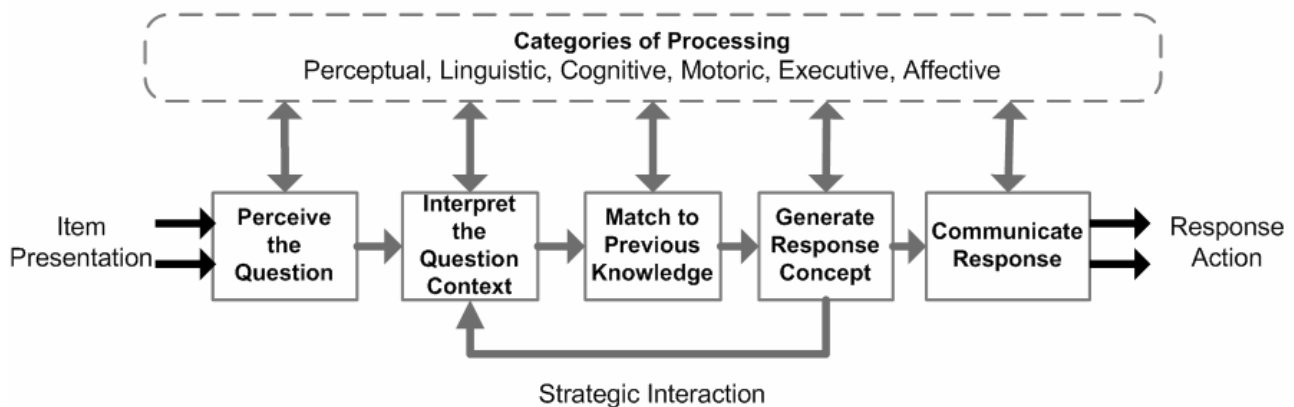 Categories of Processing
Perceptual, Linguistic, Cognitive, Motoric, Executive, Affective
Item
Presentation
Perceive
the
Question
Interpret
the
Question
Context
Match to
Previous
Knowledge
Generate
Response
Concept
Communicate
Response
Response
Action
Strategic Interaction